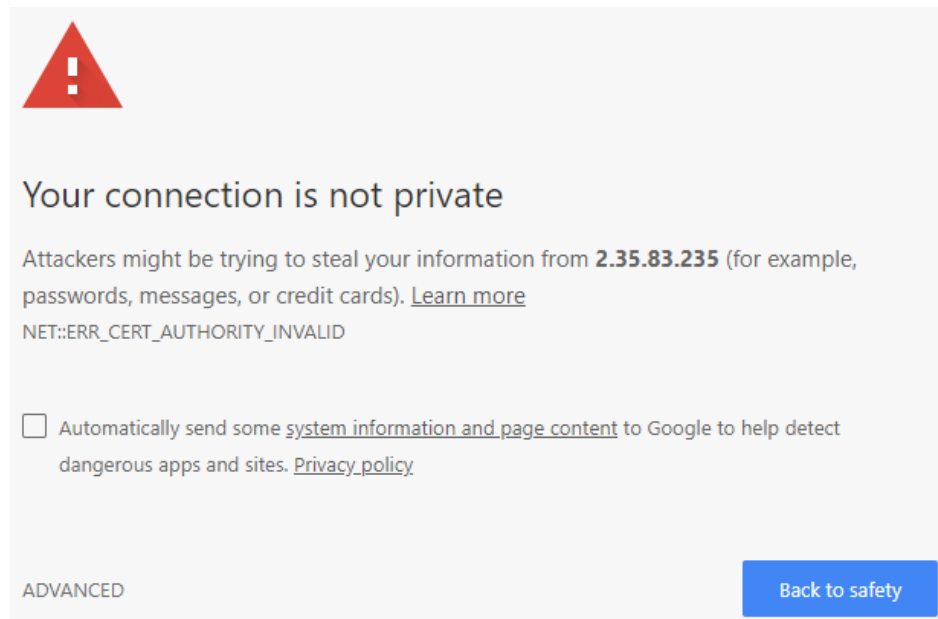 Your connection is not private
Attackers might be trying to steal your information from 2.35.83.235 (for example,
passwords, messages, or credit cards). Learn more
NET::ERR_CERT_AUTHORITY_INVALID
Automatically send some system information and page content to Google to help detect
dangerous apps and sites. Privacy policy
ADVANCED
Back to safety